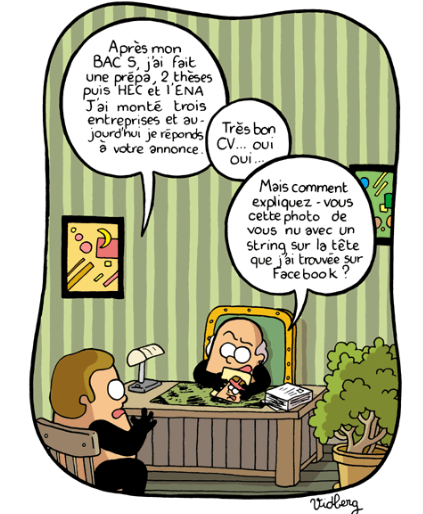 Après mon
BAC S, j'ai fait
une prépa, 2 thèses
puis HEC et l'ENA
J'ai monté trois
entreprises et au-
jourd'hui je réponds
à votre annonce.
Très bon
CV... oui
oui...
Mais comment
expliquez-vous
cette photo de
vous nu avec un
string sur la tête
que j'ai trouvée sur
Facebook ?
Vidberg